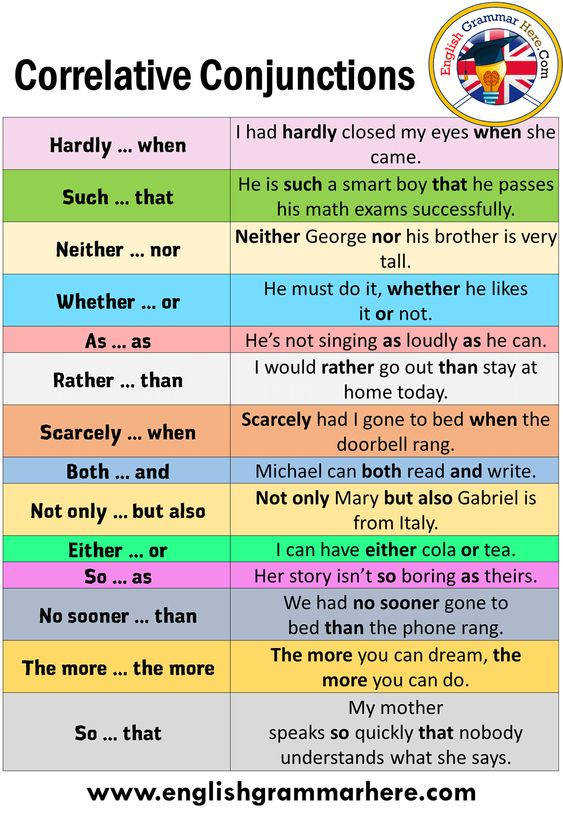 English Grammar Here.Com
Correlative Conjunctions
Hardly ... when
I had hardly closed my eyes when she
came.
Such ... that
He is such a smart boy that he passes
his math exams successfully.
Neither ... nor
Neither George nor his brother is very
tall.
Whether ... or
He must do it, whether he likes
it or not.
As ... as
He's not singing as loudly as he can.
Rather ... than
I would rather go out than stay at
home today.
Scarcely ... when
Scarcely had I gone to bed when the
doorbell rang.
Both ... and
Michael can both read and write.
Not only ... but also
Not only Mary but also Gabriel is
from Italy.
Either ... or
I can have either cola or tea.
So ... as
Her story isn't so boring as theirs.
No sooner ... than
We had no sooner gone to
bed than the phone rang.
The more ... the more
The more you can dream, the
more you can do.
So ... that
My mother
speaks so quickly that nobody
understands what she says.
www.englishgrammarhere.com